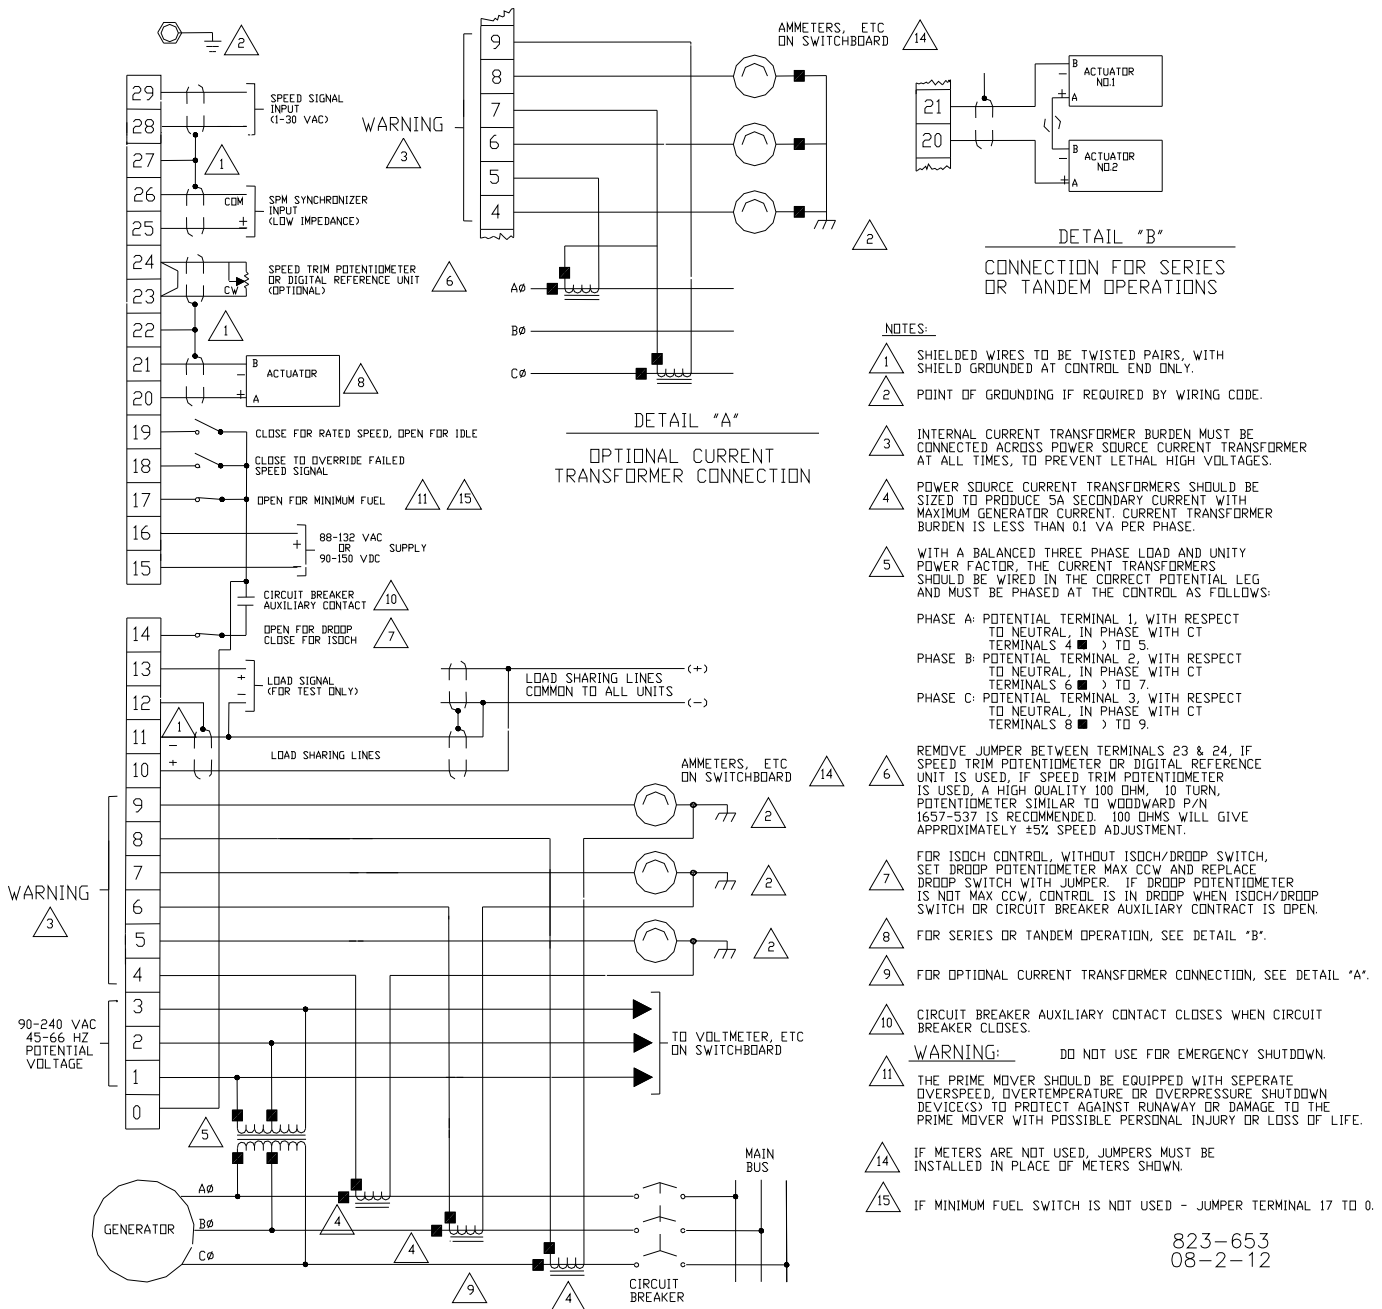 2
29
28
27
26
25
24
23
22
21
20
19
18
17
16
15
SPEED SIGNAL
INPUT
(1-30 VAC)
1
COM
+
SPM SYNCHRONIZER
INPUT
(LOW IMPEDANCE)
CW
SPEED TRIM POTENTIOMETER
OR DIGITAL REFERENCE UNIT
(OPTIONAL)
6
1
B
-
+
A
ACTUATOR
8
CLOSE FOR RATED SPEED, OPEN FOR IDLE
CLOSE TO OVERRIDE FAILED
SPEED SIGNAL
OPEN FOR MINIMUM FUEL
11
15
+
88-132 VAC
OR
90-150 VDC
SUPPLY
CIRCUIT BREAKER
AUXILIARY CONTACT
10
OPEN FOR DROOP
CLOSE FOR ISOCH
7
14
13
12
11
10
9
8
7
6
5
4
3
2
1
0
+
-
LOAD SIGNAL
(FOR TEST ONLY)
1
-
+
LOAD SHARING LINES
LOAD SHARING LINES
COMMON TO ALL UNITS
(+)
(-)
AMMETERS, ETC
ON SWITCHBOARD
14
2
2
2
WARNING
3
90-240 VAC
45-66 HZ
POTENTIAL
VOLTAGE
TO VOLTMETER, ETC
ON SWITCHBOARD
5
GENERATOR
AØ
BØ
CØ
4
4
9
4
CIRCUIT
BREAKER
MAIN
BUS
9
8
7
6
5
4
WARNING
3
AMMETERS, ETC
ON SWITCHBOARD
14
2
AØ
BØ
CØ
DETAIL "A"
OPTIONAL CURRENT
TRANSFORMER CONNECTION
21
20
B
-
+
A
ACTUATOR
NO.1
B
-
+
A
ACTUATOR
NO.2
DETAIL "B"
CONNECTION FOR SERIES
OR TANDEM OPERATIONS
NOTES:
1
SHIELDED WIRES TO BE TWISTED PAIRS, WITH
SHIELD GROUNDED AT CONTROL END ONLY.
2
POINT OF GROUNDING IF REQUIRED BY WIRING CODE.
3
INTERNAL CURRENT TRANSFORMER BURDEN MUST BE
CONNECTED ACROSS POWER SOURCE CURRENT TRANSFORMER
AT ALL TIMES, TO PREVENT LETHAL HIGH VOLTAGES.
4
POWER SOURCE CURRENT TRANSFORMERS SHOULD BE
SIZED TO PRODUCE 5A SECONDARY CURRENT WITH
MAXIMUM GENERATOR CURRENT. CURRENT TRANSFORMER
BURDEN IS LESS THAN 0.1 VA PER PHASE.
5
WITH A BALANCED THREE PHASE LOAD AND UNITY
POWER FACTOR, THE CURRENT TRANSFORMERS
SHOULD BE WIRED IN THE CORRECT POTENTIAL LEG
AND MUST BE PHASED AT THE CONTROL AS FOLLOWS:
PHASE A: POTENTIAL TERMINAL 1, WITH RESPECT
TO NEUTRAL, IN PHASE WITH CT
TERMINALS 4 ■ ) TO 5.
PHASE B: POTENTIAL TERMINAL 2, WITH RESPECT
TO NEUTRAL, IN PHASE WITH CT
TERMINALS 6 ■ ) TO 7.
PHASE C: POTENTIAL TERMINAL 3, WITH RESPECT
TO NEUTRAL, IN PHASE WITH CT
TERMINALS 8 ■ ) TO 9.
6
REMOVE JUMPER BETWEEN TERMINALS 23 & 24, IF
SPEED TRIM POTENTIOMETER OR DIGITAL REFERENCE
UNIT IS USED, IF SPEED TRIM POTENTIOMETER
IS USED, A HIGH QUALITY 100 OHM, 10 TURN,
POTENTIOMETER SIMILAR TO WOODWARD P/N
1657-537 IS RECOMMENDED. 100 OHMS WILL GIVE
APPROXIMATELY ±5% SPEED ADJUSTMENT.
7
FOR ISOCH CONTROL, WITHOUT ISOCH/DROOP SWITCH,
SET DROOP POTENTIOMETER MAX CCW AND REPLACE
DROOP SWITCH WITH JUMPER. IF DROOP POTENTIOMETER
IS NOT MAX CCW, CONTROL IS IN DROOP WHEN ISOCH/DROOP
SWITCH OR CIRCUIT BREAKER AUXILIARY CONTRACT IS OPEN.
8
FOR SERIES OR TANDEM OPERATION, SEE DETAIL "B".
9
FOR OPTIONAL CURRENT TRANSFORMER CONNECTION, SEE DETAIL "A".
10
CIRCUIT BREAKER AUXILIARY CONTACT CLOSES WHEN CIRCUIT
BREAKER CLOSES.
WARNING: DO NOT USE FOR EMERGENCY SHUTDOWN.
11
THE PRIME MOVER SHOULD BE EQUIPPED WITH SEPERATE
OVERSPEED, OVERTEMPERATURE OR OVERPRESSURE SHUTDOWN
DEVICE(S) TO PROTECT AGAINST RUNAWAY OR DAMAGE TO THE
PRIME MOVER WITH POSSIBLE PERSONAL INJURY OR LOSS OF LIFE.
14
IF METERS ARE NOT USED, JUMPERS MUST BE
INSTALLED IN PLACE OF METERS SHOWN.
15
IF MINIMUM FUEL SWITCH IS NOT USED - JUMPER TERMINAL 17 TO 0.
823-653
08-2-12